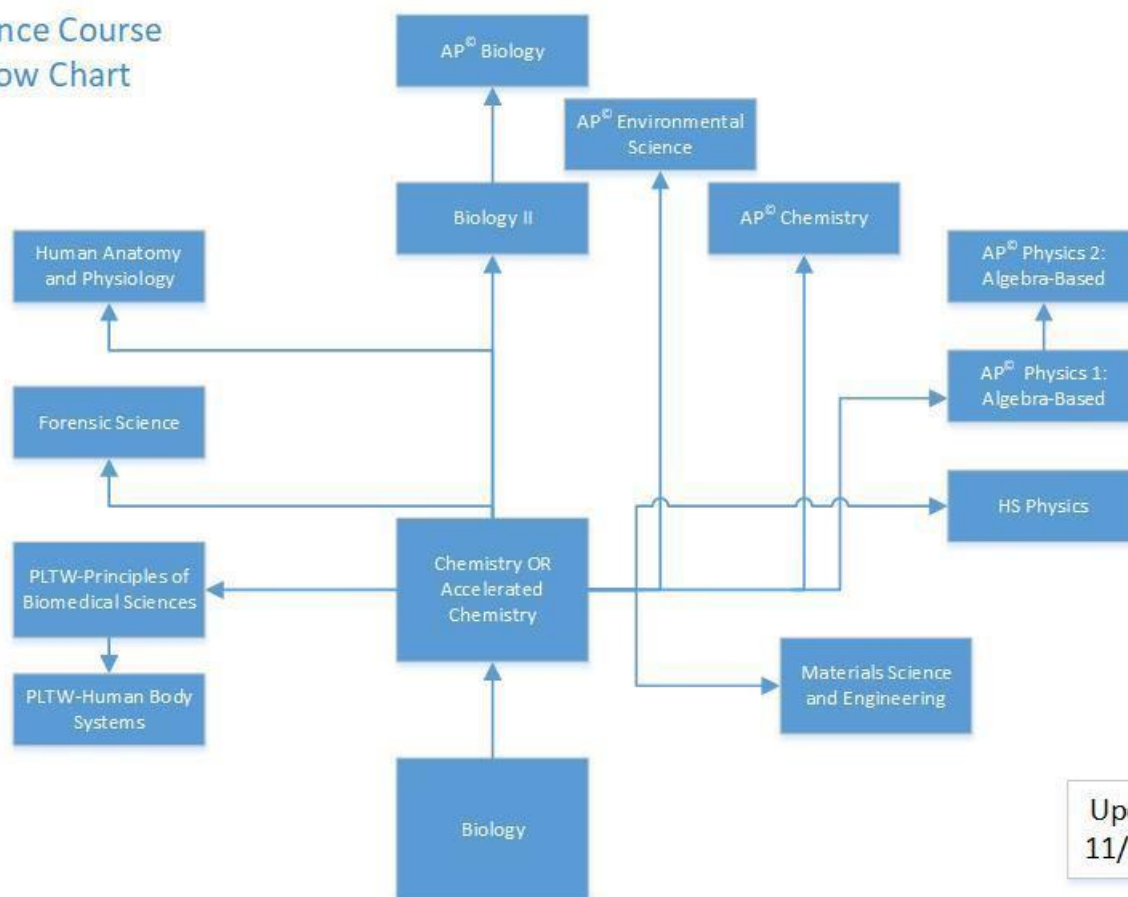 nce Course
ow Chart
AP© Biology
AP© Environmental
Science
Biology II
AP© Chemistry
Human Anatomy
and Physiology
AP© Physics 2:
Algebra-Based
AP© Physics 1:
Algebra-Based
Forensic Science
HS Physics
PLTW-Principles of
Biomedical Sciences
Chemistry OR
Accelerated
Chemistry
PLTW-Human Body
Systems
Materials Science
and Engineering
Biology
Up
11/